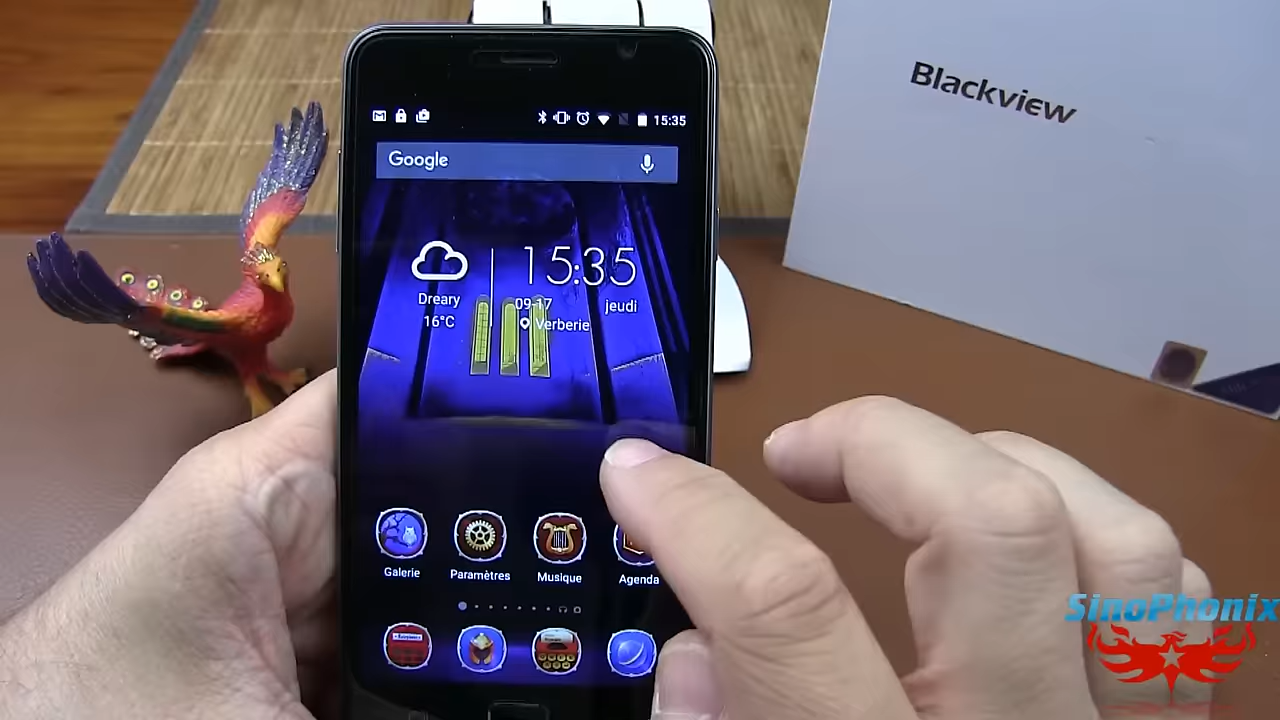 Blackview
15:35
Google
15:35
Dreary
09-17
jeudi
16°C
Verberie
Galerie
Paramètres
Musique
Agenda
SinoPhonix